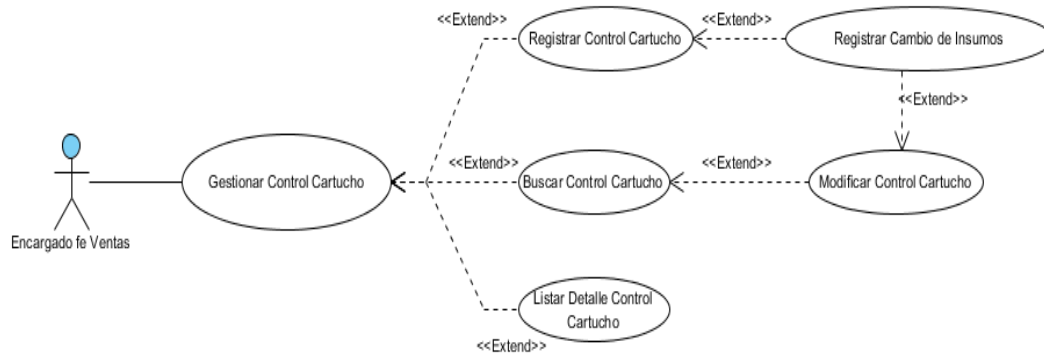 <<Extend>>
<<Extend>>
Registrar Control Cartucho
Registrar Cambio de Insumos
<<Extend>>
<<Extend>>
<<Extend>>
Gestionar Control Cartucho
Buscar Control Cartucho
Modificar Control Cartucho
Encargado fe Ventas
Listar Detalle Control
Cartucho
<<Extend>>